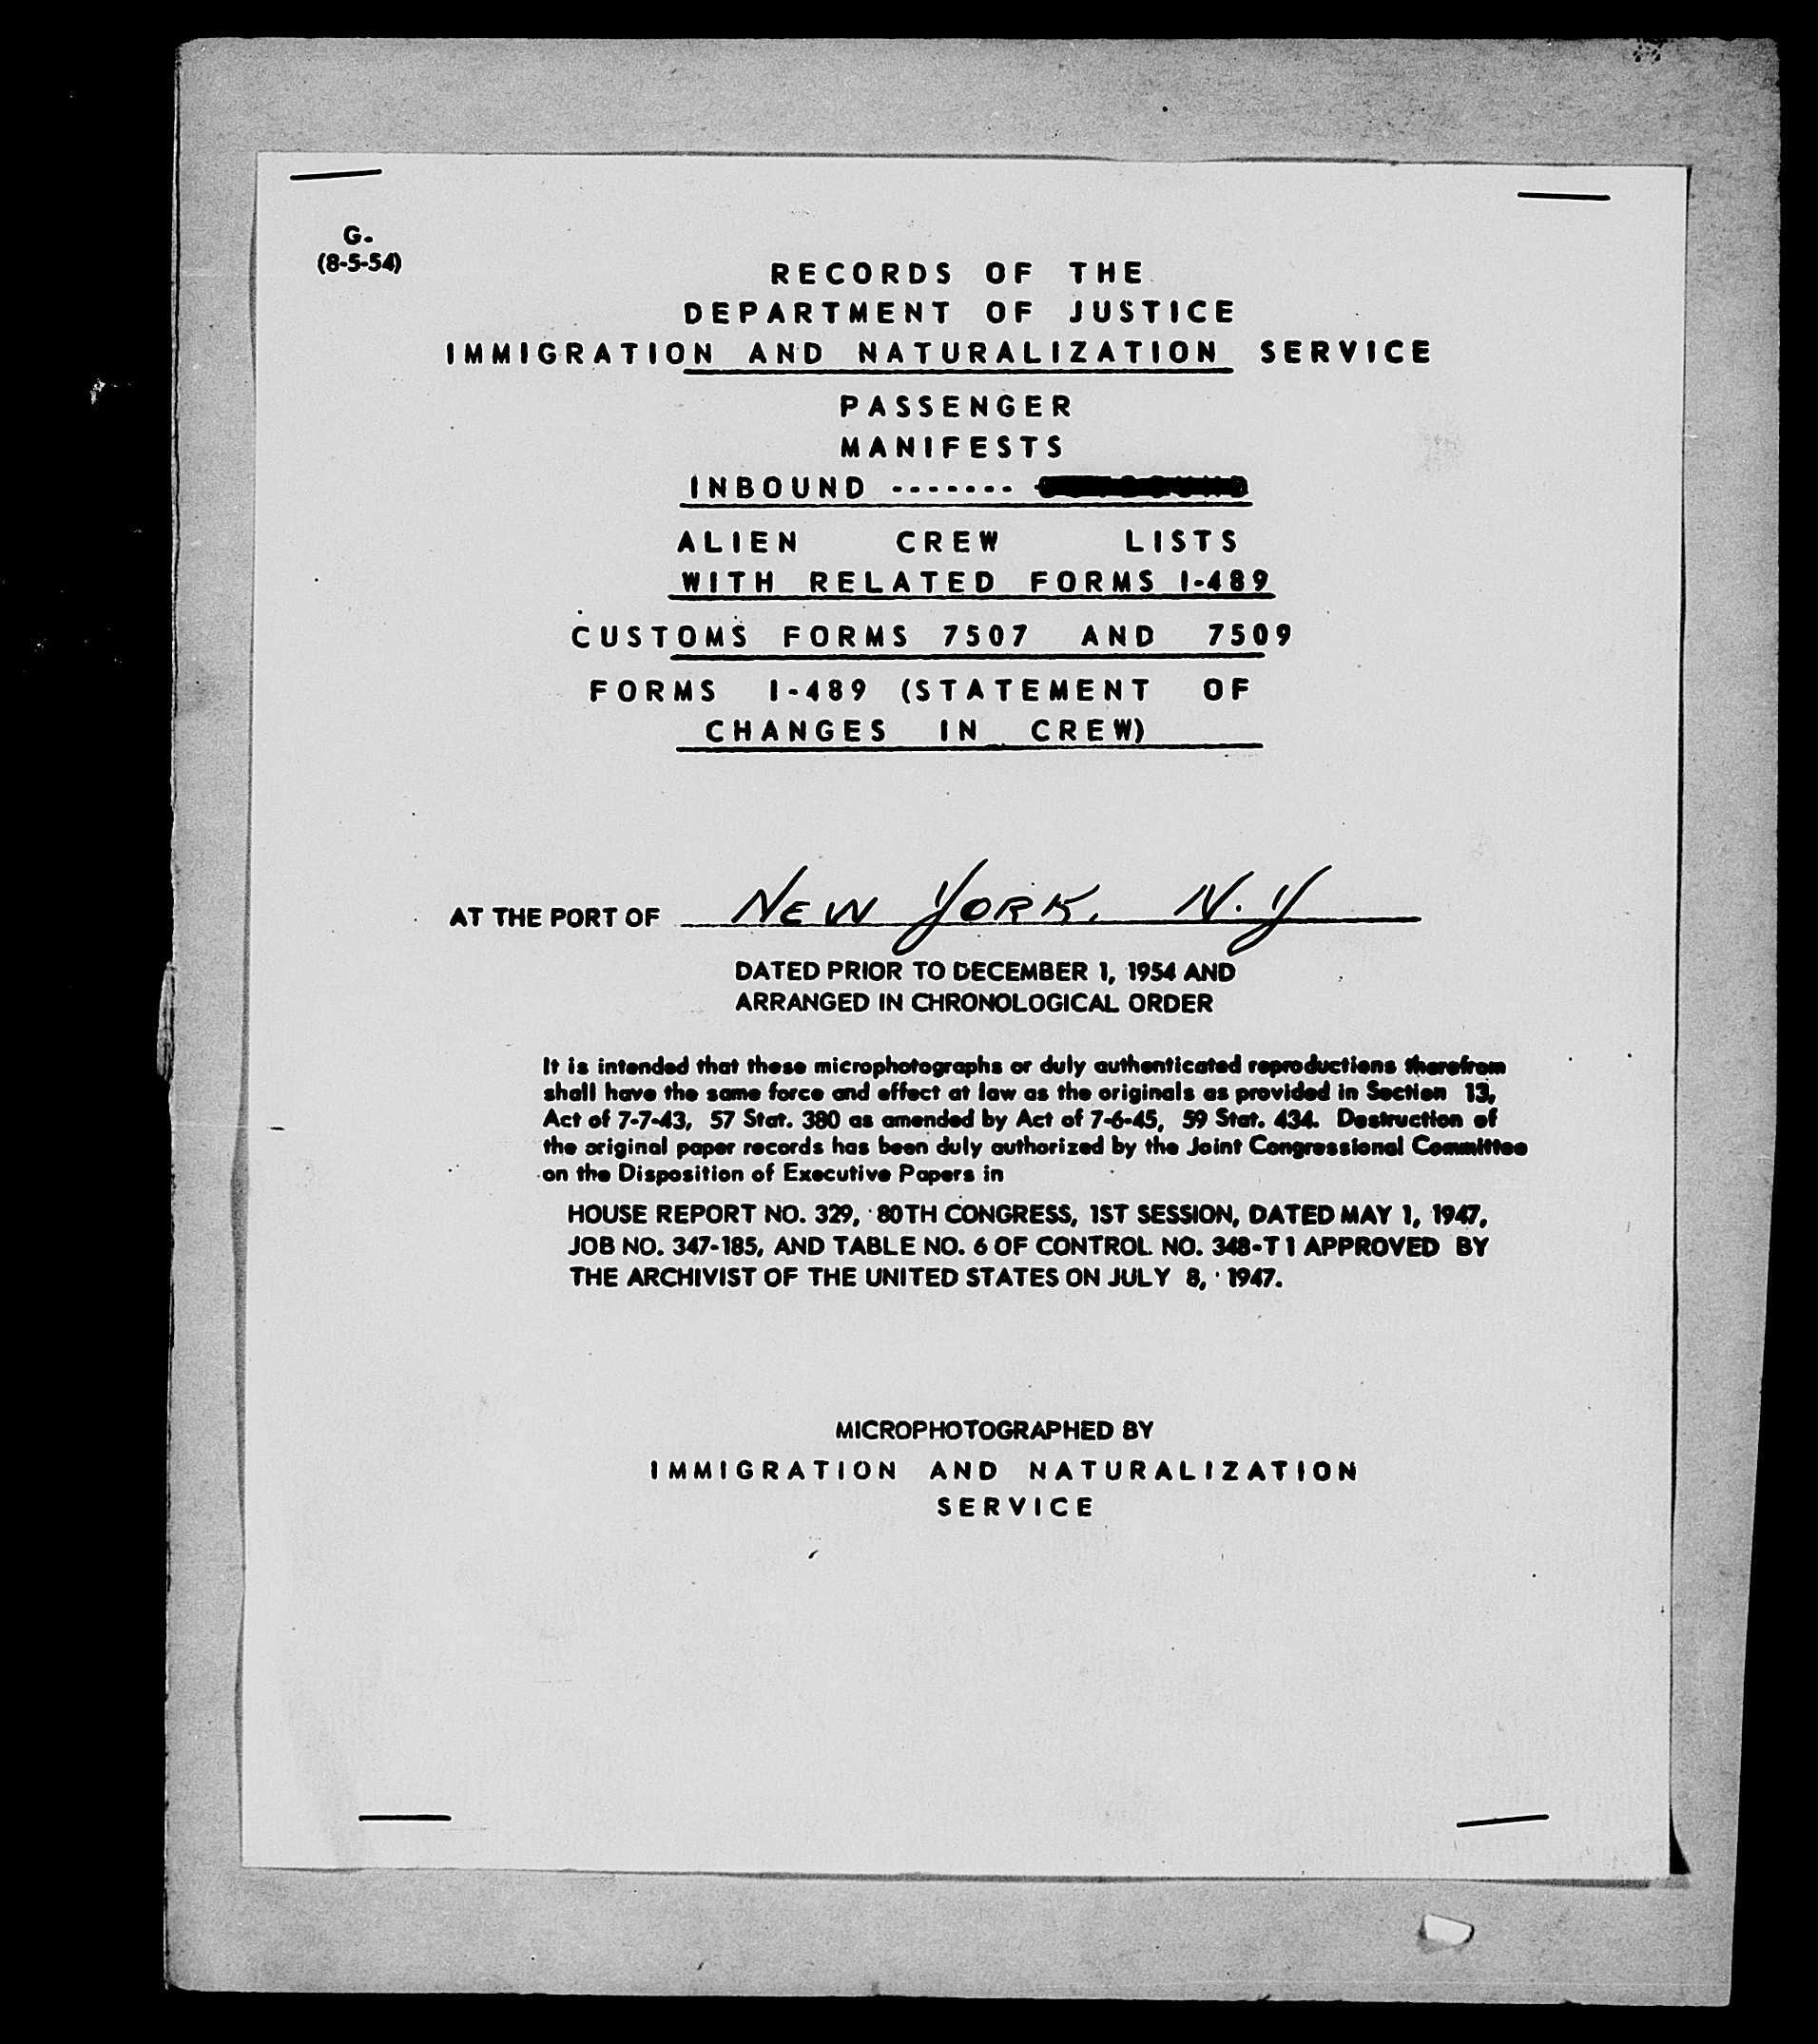 G.
(8-5-54)
RECORDS OF THE
DEPARTMENT OF JUSTICE
IMMIGRATION AND NATURALIZATION SERVICE
PASSENGER
MANIFESTS
INBOUND -------
ALIEN CREW LISTS
WITH RELATED FORMS I-489
CUSTOMS FORMS 7507 AND 7509
FORMS I-489 (STATEMENT OF
CHANGES IN CREW)
AT THE PORT OF NEW YORK, N.Y
DATED PRIOR TO DECEMBER 1, 1954 AND
ARRANGED IN CHRONOLOGICAL ORDER
It is intended that these microphotographs or duly authenticated reproductions therefrom
shall have the same force and effect at law as the originals as provided in Section 13,
Act of 7-7-43, 57 Stat. 380 as amended by Act of 7-6-45, 59 Stat. 434. Destruction of
the original paper records has been duly authorized by the Joint Congressional Committee
on the Disposition of Executive Papers in
HOUSE REPORT NO. 329, 80TH CONGRESS, 1ST SESSION, DATED MAY 1, 1947,
JOB NO. 347-185, AND TABLE NO. 6 OF CONTROL NO. 348-T1 APPROVED BY
THE ARCHIVIST OF THE UNITED STATES ON JULY 8, 1947.
MICROPHOTOGRAPHED BY
IMMIGRATION AND NATURALIZATION
SERVICE